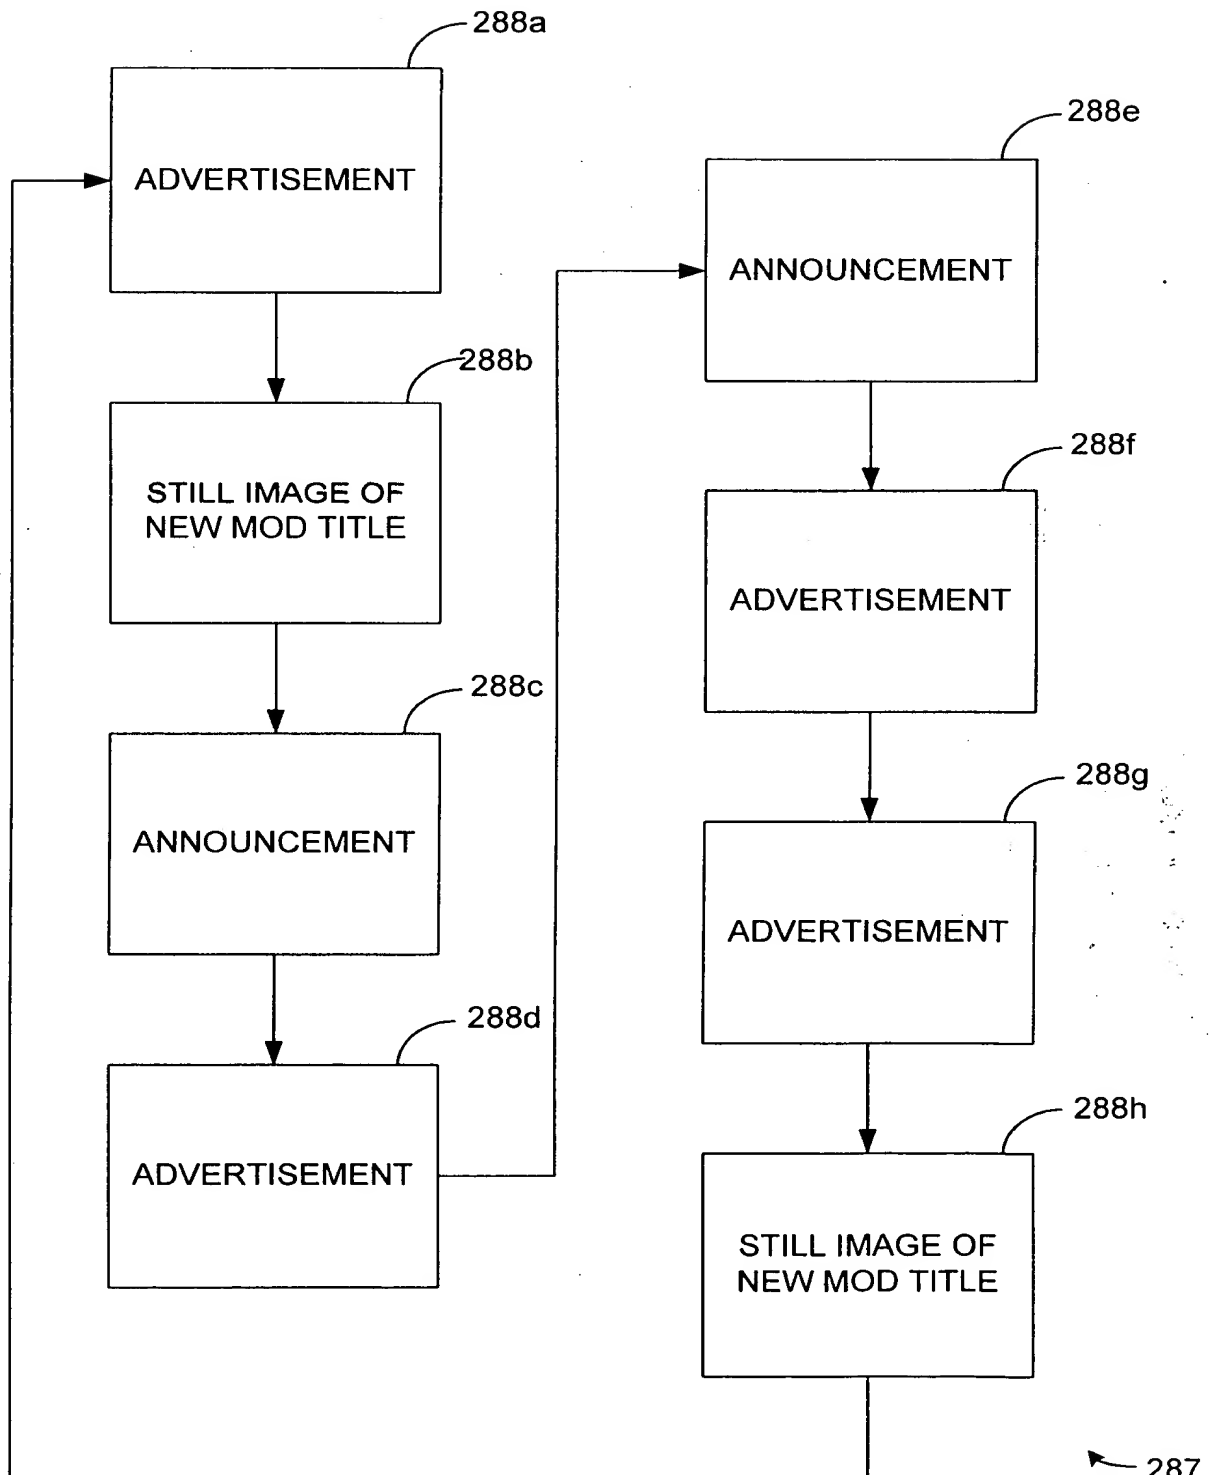 288a
ADVERTISEMENT
288b
STILL IMAGE OF
NEW MOD TITLE
288c
ANNOUNCEMENT
288d
ADVERTISEMENT
288e
ANNOUNCEMENT
288f
ADVERTISEMENT
288g
ADVERTISEMENT
288h
STILL IMAGE OF
NEW MOD TITLE
287